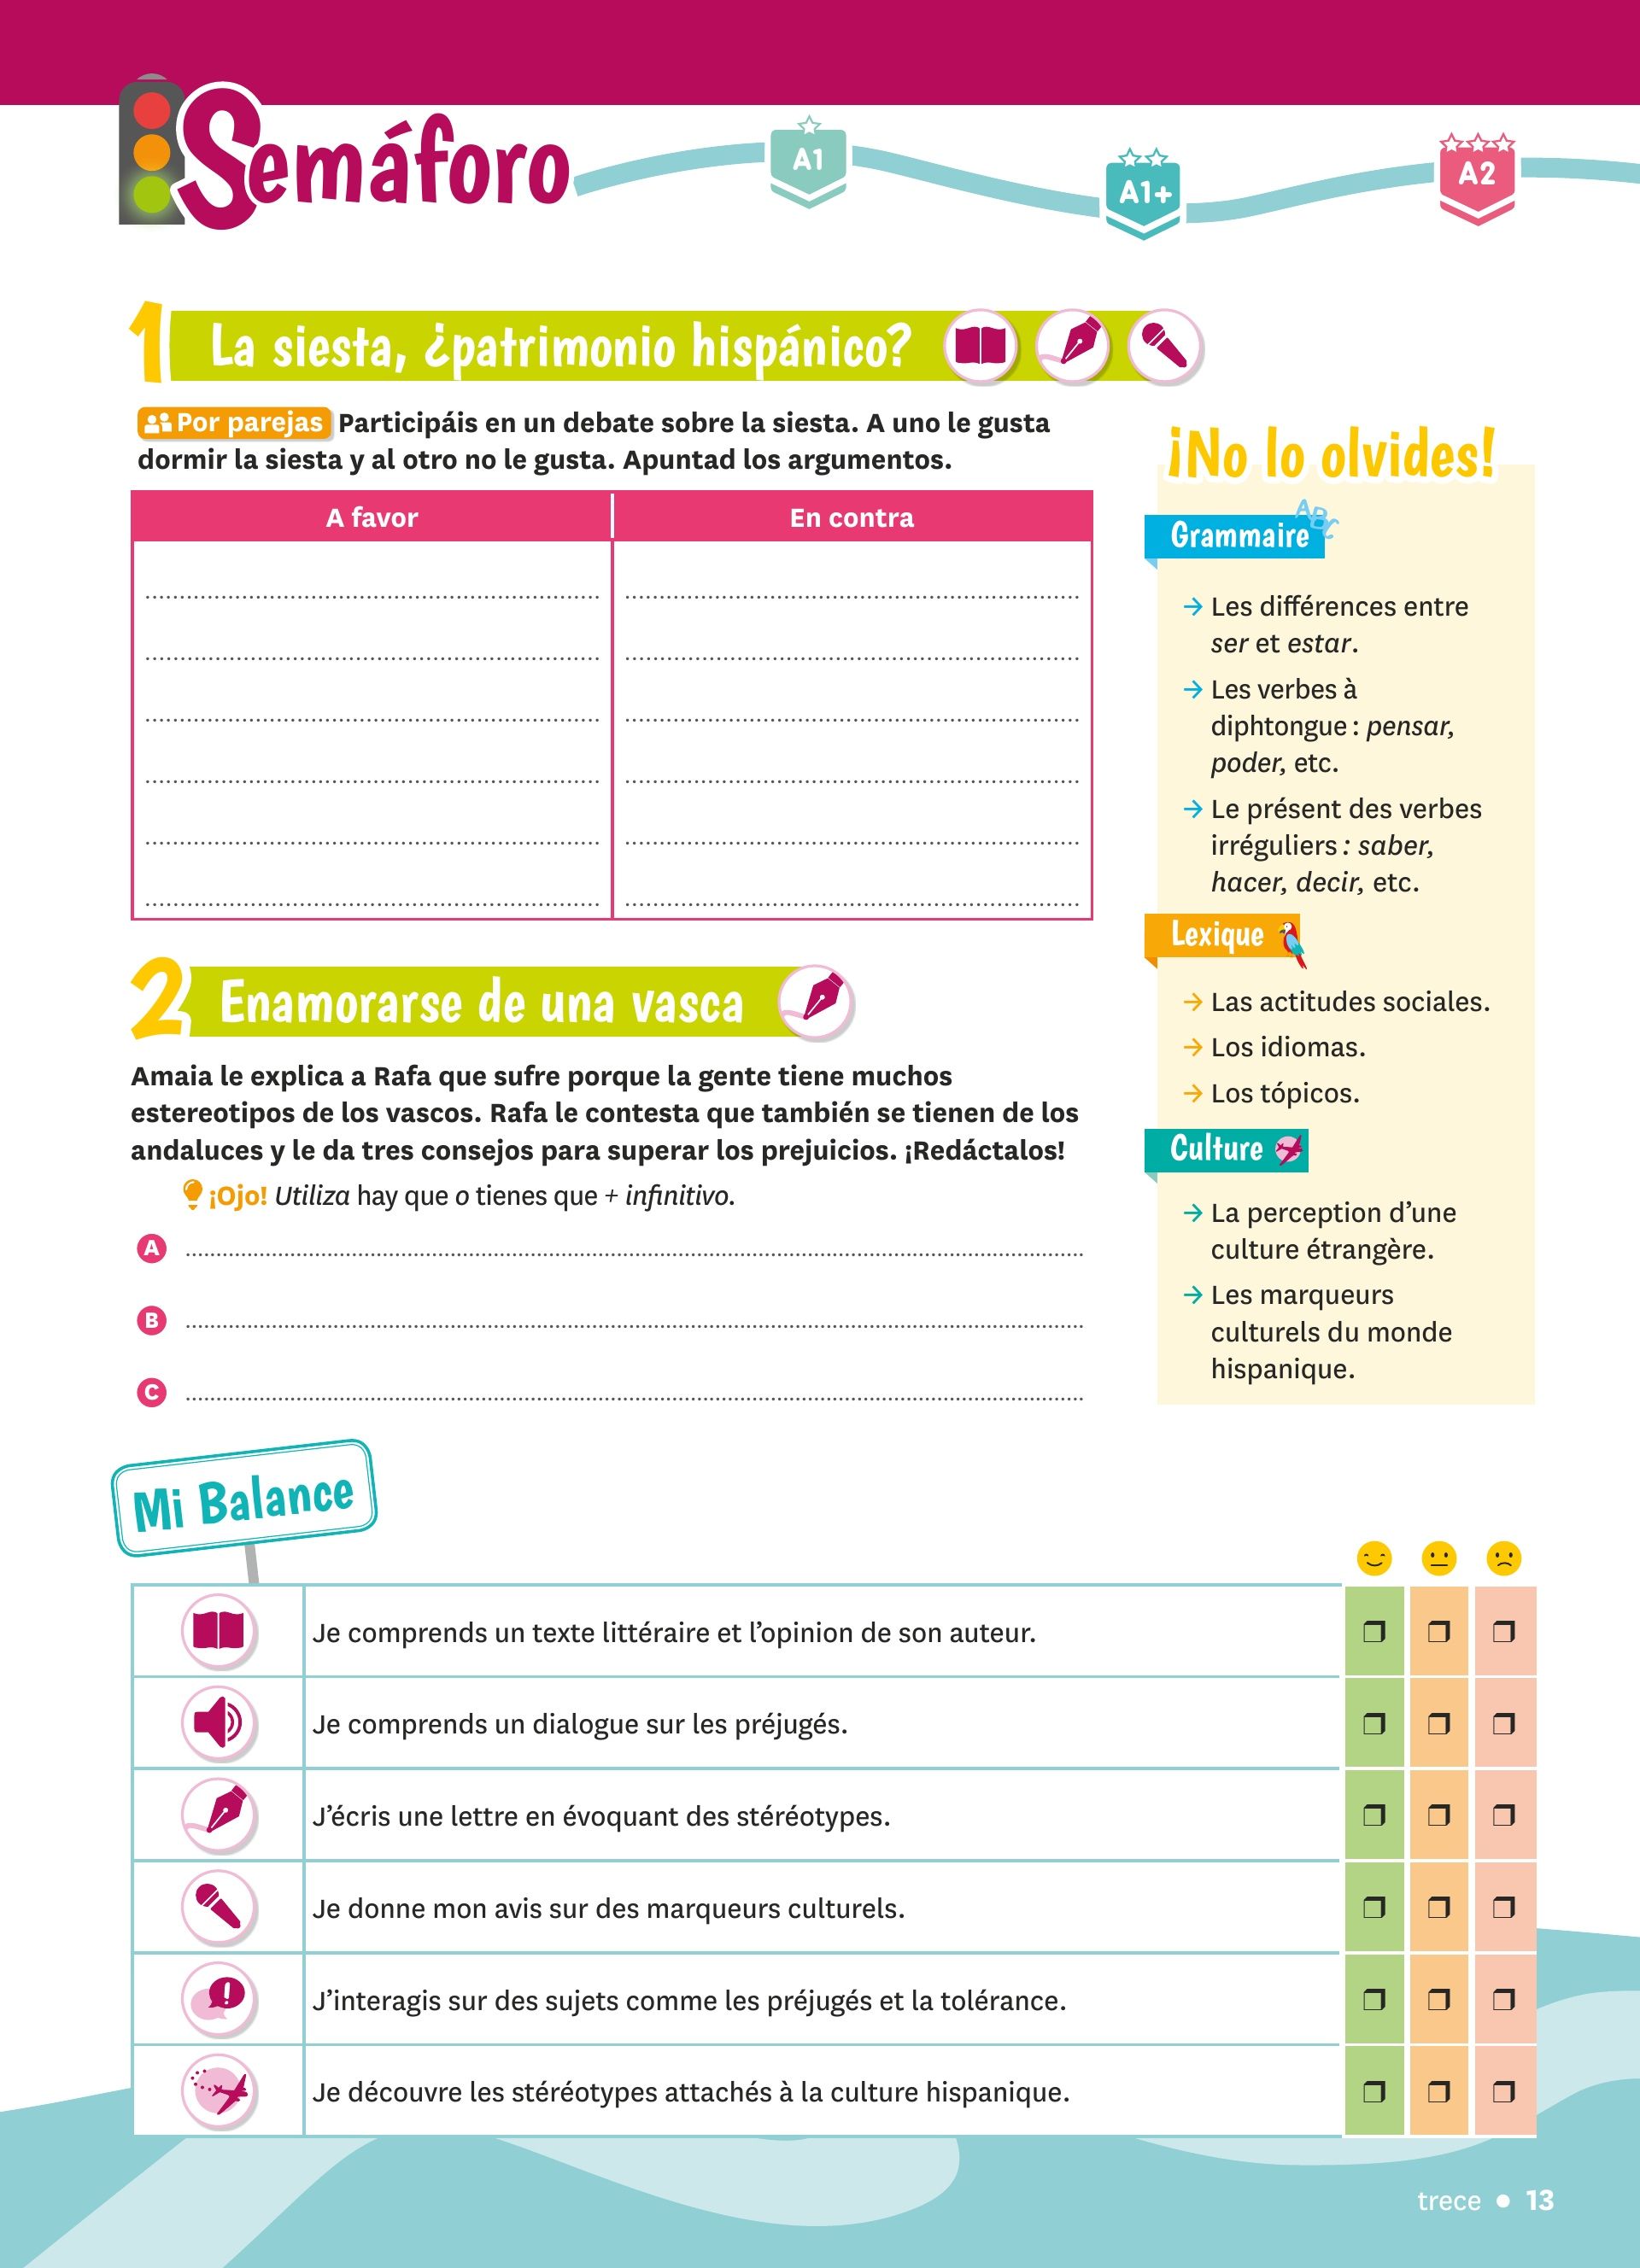 Semáforo
A1
A1+
A2
1 La siesta, ¿patrimonio hispánico?
Por parejas Participáis en un debate sobre la siesta. A uno le gusta
dormir la siesta y al otro no le gusta. Apuntad los argumentos.
A favor
En contra
2 Enamorarse de una vasca
Amaia le explica a Rafa que sufre porque la gente tiene muchos
estereotipos de los vascos. Rafa le contesta que también se tienen de los
andaluces y le da tres consejos para superar los prejuicios. ¡Redáctalos!
¡Ojo! Utiliza hay que o tienes que + infinitivo.
A
B
C
¡No lo olvides!
Grammaire ABC
→ Les différences entre
ser et estar.
→ Les verbes à
diphtongue : pensar,
poder, etc.
→ Le présent des verbes
irréguliers : saber,
hacer, decir, etc.
Lexique
→ Las actitudes sociales.
→ Los idiomas.
→ Los tópicos.
Culture
→ La perception d’une
culture étrangère.
→ Les marqueurs
culturels du monde
hispanique.
Mi Balance
Je comprends un texte littéraire et l’opinion de son auteur.
Je comprends un dialogue sur les préjugés.
J’écris une lettre en évoquant des stéréotypes.
Je donne mon avis sur des marqueurs culturels.
J’interagis sur des sujets comme les préjugés et la tolérance.
Je découvre les stéréotypes attachés à la culture hispanique.
trece • 13